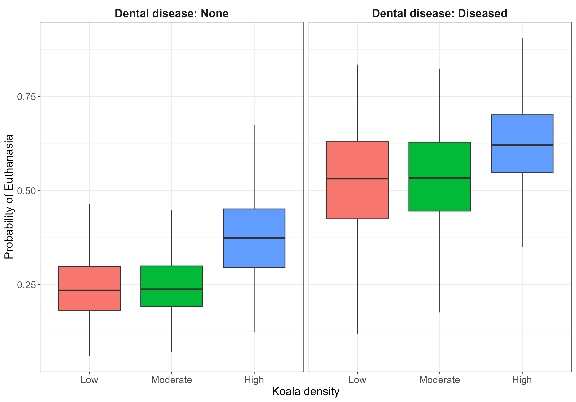 Dental disease: None
Dental disease: Diseased
Probability of Euthanasia
0.75
0.50
0.25
Low Moderate High
Low Moderate High
Koala density